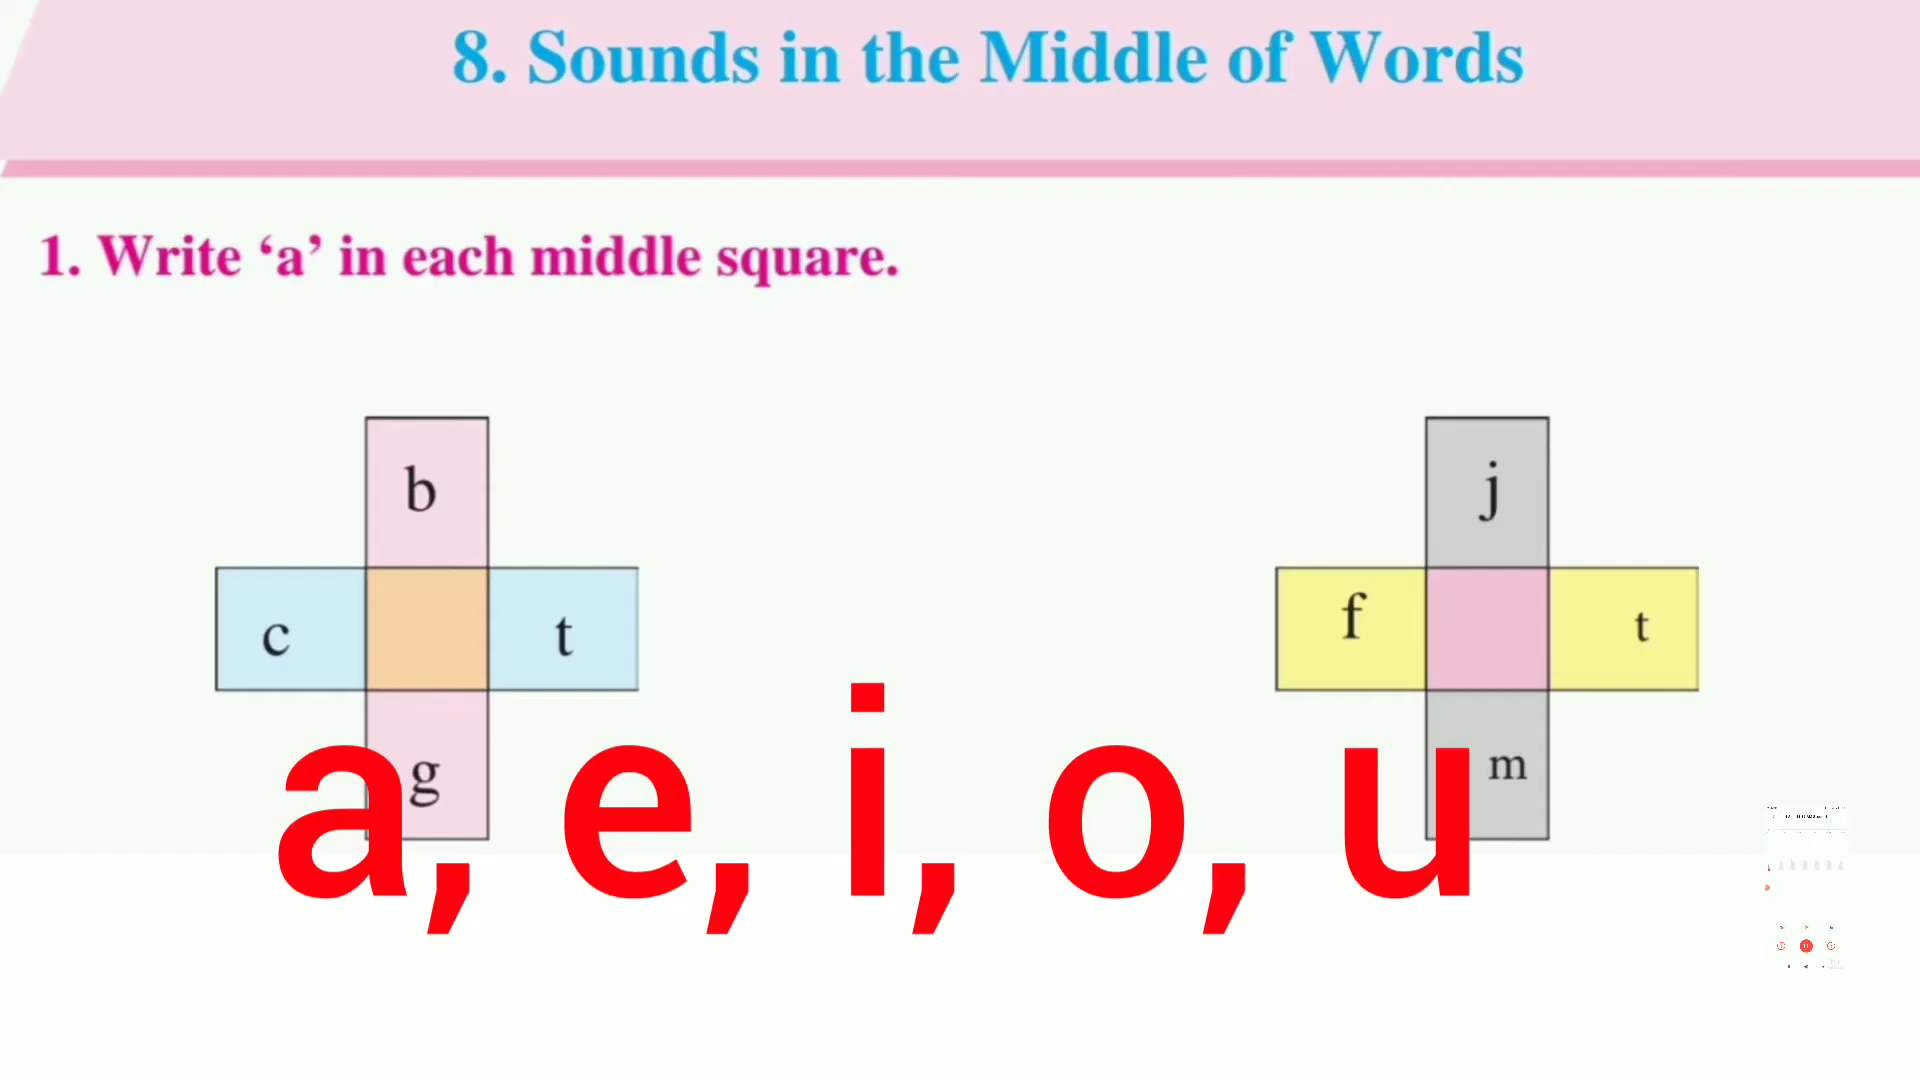 8. Sounds in the Middle of Words
1. Write ‘a’ in each middle square.
b
j
c t
f t
g
m
a, e, i, o, u